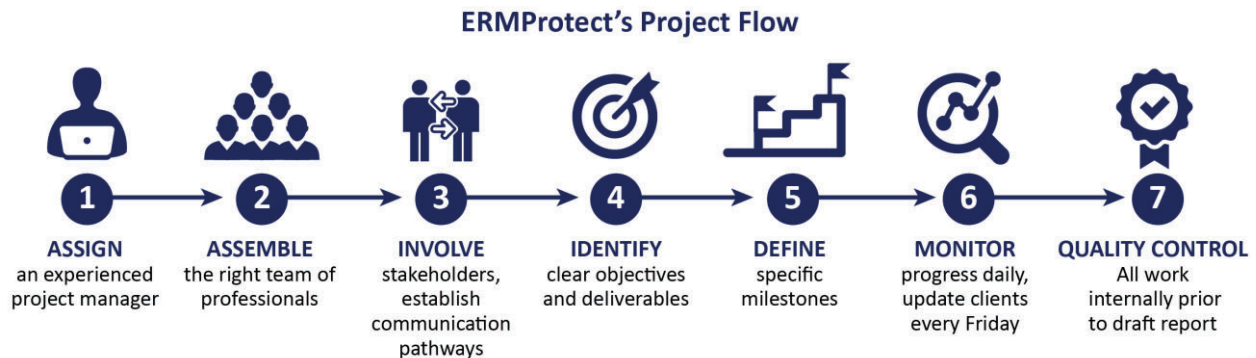 ERMProtect's Project Flow
1
ASSIGN
an experienced
project manager
2
ASSEMBLE
the right team of
professionals
3
INVOLVE
stakeholders,
establish
communication
pathways
4
IDENTIFY
clear objectives
and deliverables
5
DEFINE
specific
milestones
6
MONITOR
progress daily,
update clients
every Friday
7
QUALITY CONTROL
All work
internally prior
to draft report